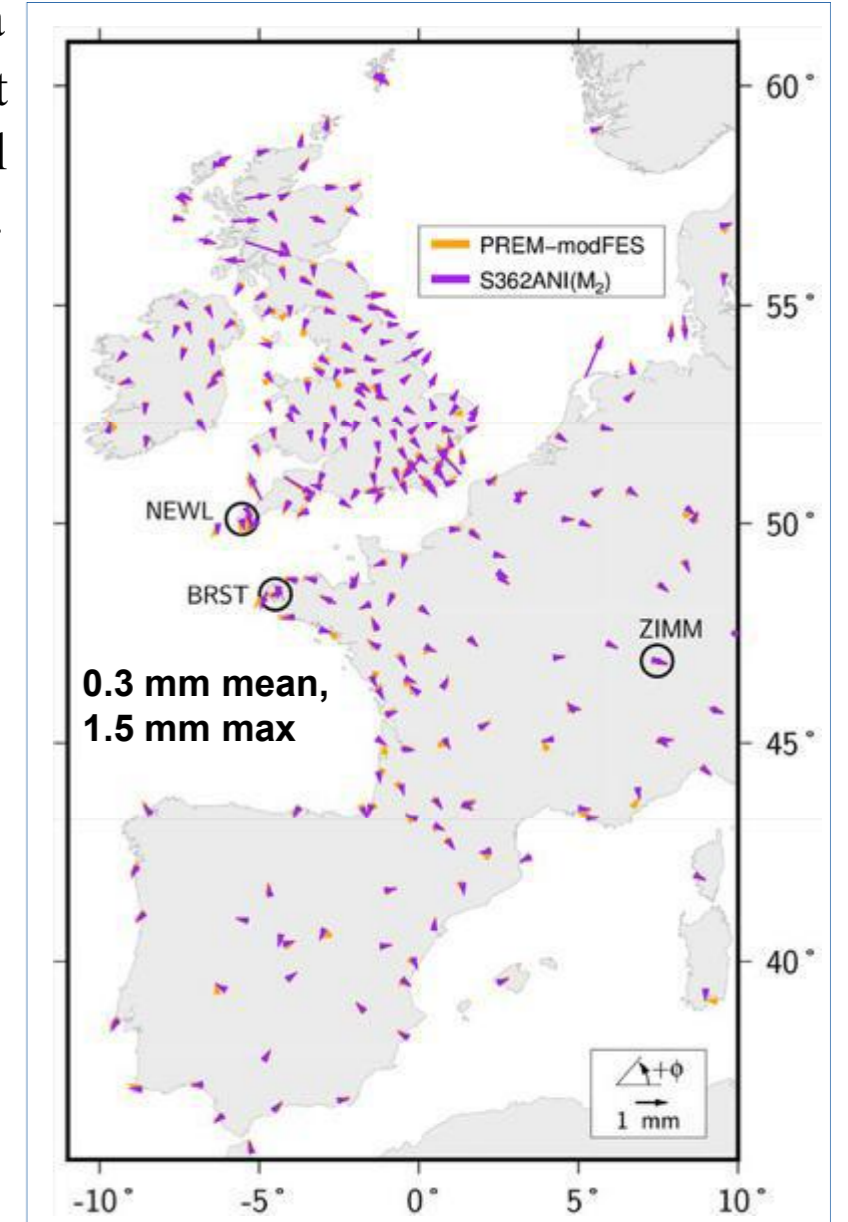 60°
PREM-modFES
S362ANI(M₂)
55°
NEWL
50°
BRST
ZIMM
0.3 mm mean,
1.5 mm max
45°
40°
+ϕ
1 mm
-10°
-5°
0°
5°
10°